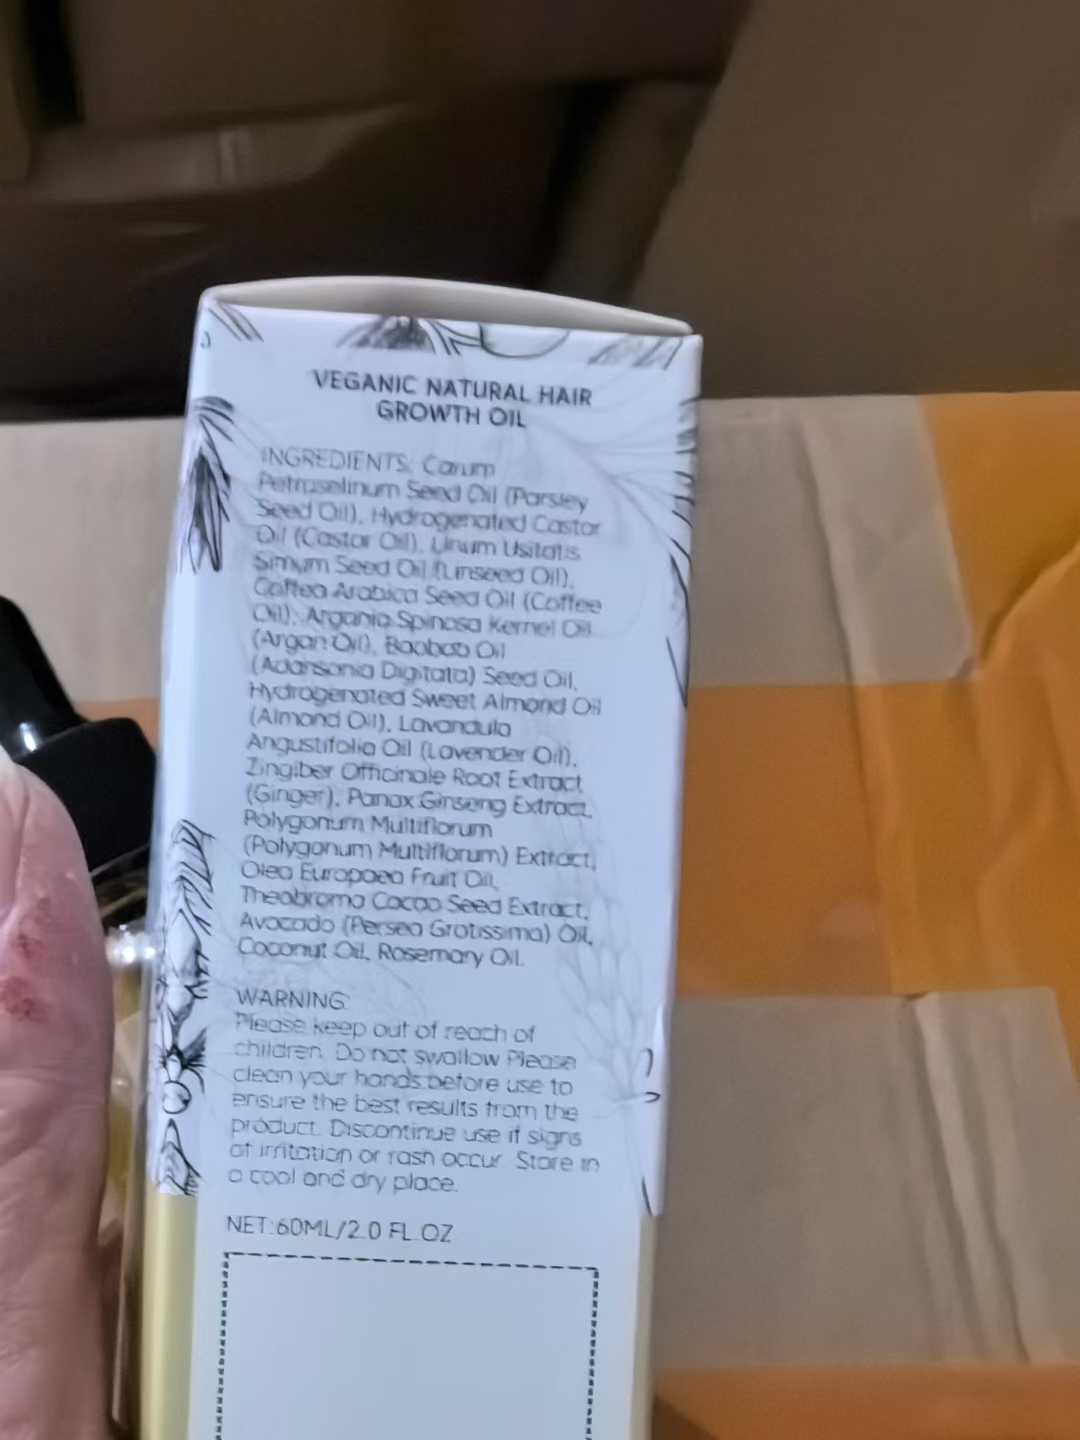 VEGANIC NATURAL HAIR
GROWTH OIL
INGREDIENTS: Carum
Petroselinum Seed Oil (Parsley
Seed Oil), Hydrogenated Castor
Oil (Castor Oil), Linum Usitatis
Simum Seed Oil (Linseed Oil),
Coffea Arabica Seed Oil (Coffee
Oil), Argania Spinosa Kernel Oil
(Argan Oil), Baobab Oil
(Adansonia Digitata) Seed Oil,
Hydrogenated Sweet Almond Oil
(Almond Oil), Lavandula
Angustifolia Oil (Lavender Oil),
Zingiber Officinale Root Extract
(Ginger), Panax Ginseng Extract,
Polygonum Multiflorum
(Polygonum Multiflorum) Extract,
Olea Europaea Fruit Oil,
Theobroma Cacao Seed Extract,
Avocado (Persea Gratissima) Oil,
Coconut Oil, Rosemary Oil.
WARNING:
Please keep out of reach of
children. Do not swallow Please
clean your hands before use to
ensure the best results from the
product. Discontinue use if signs
of irritation or rash occur. Store in
a cool and dry place.
NET:60ML/2.0 FL.OZ